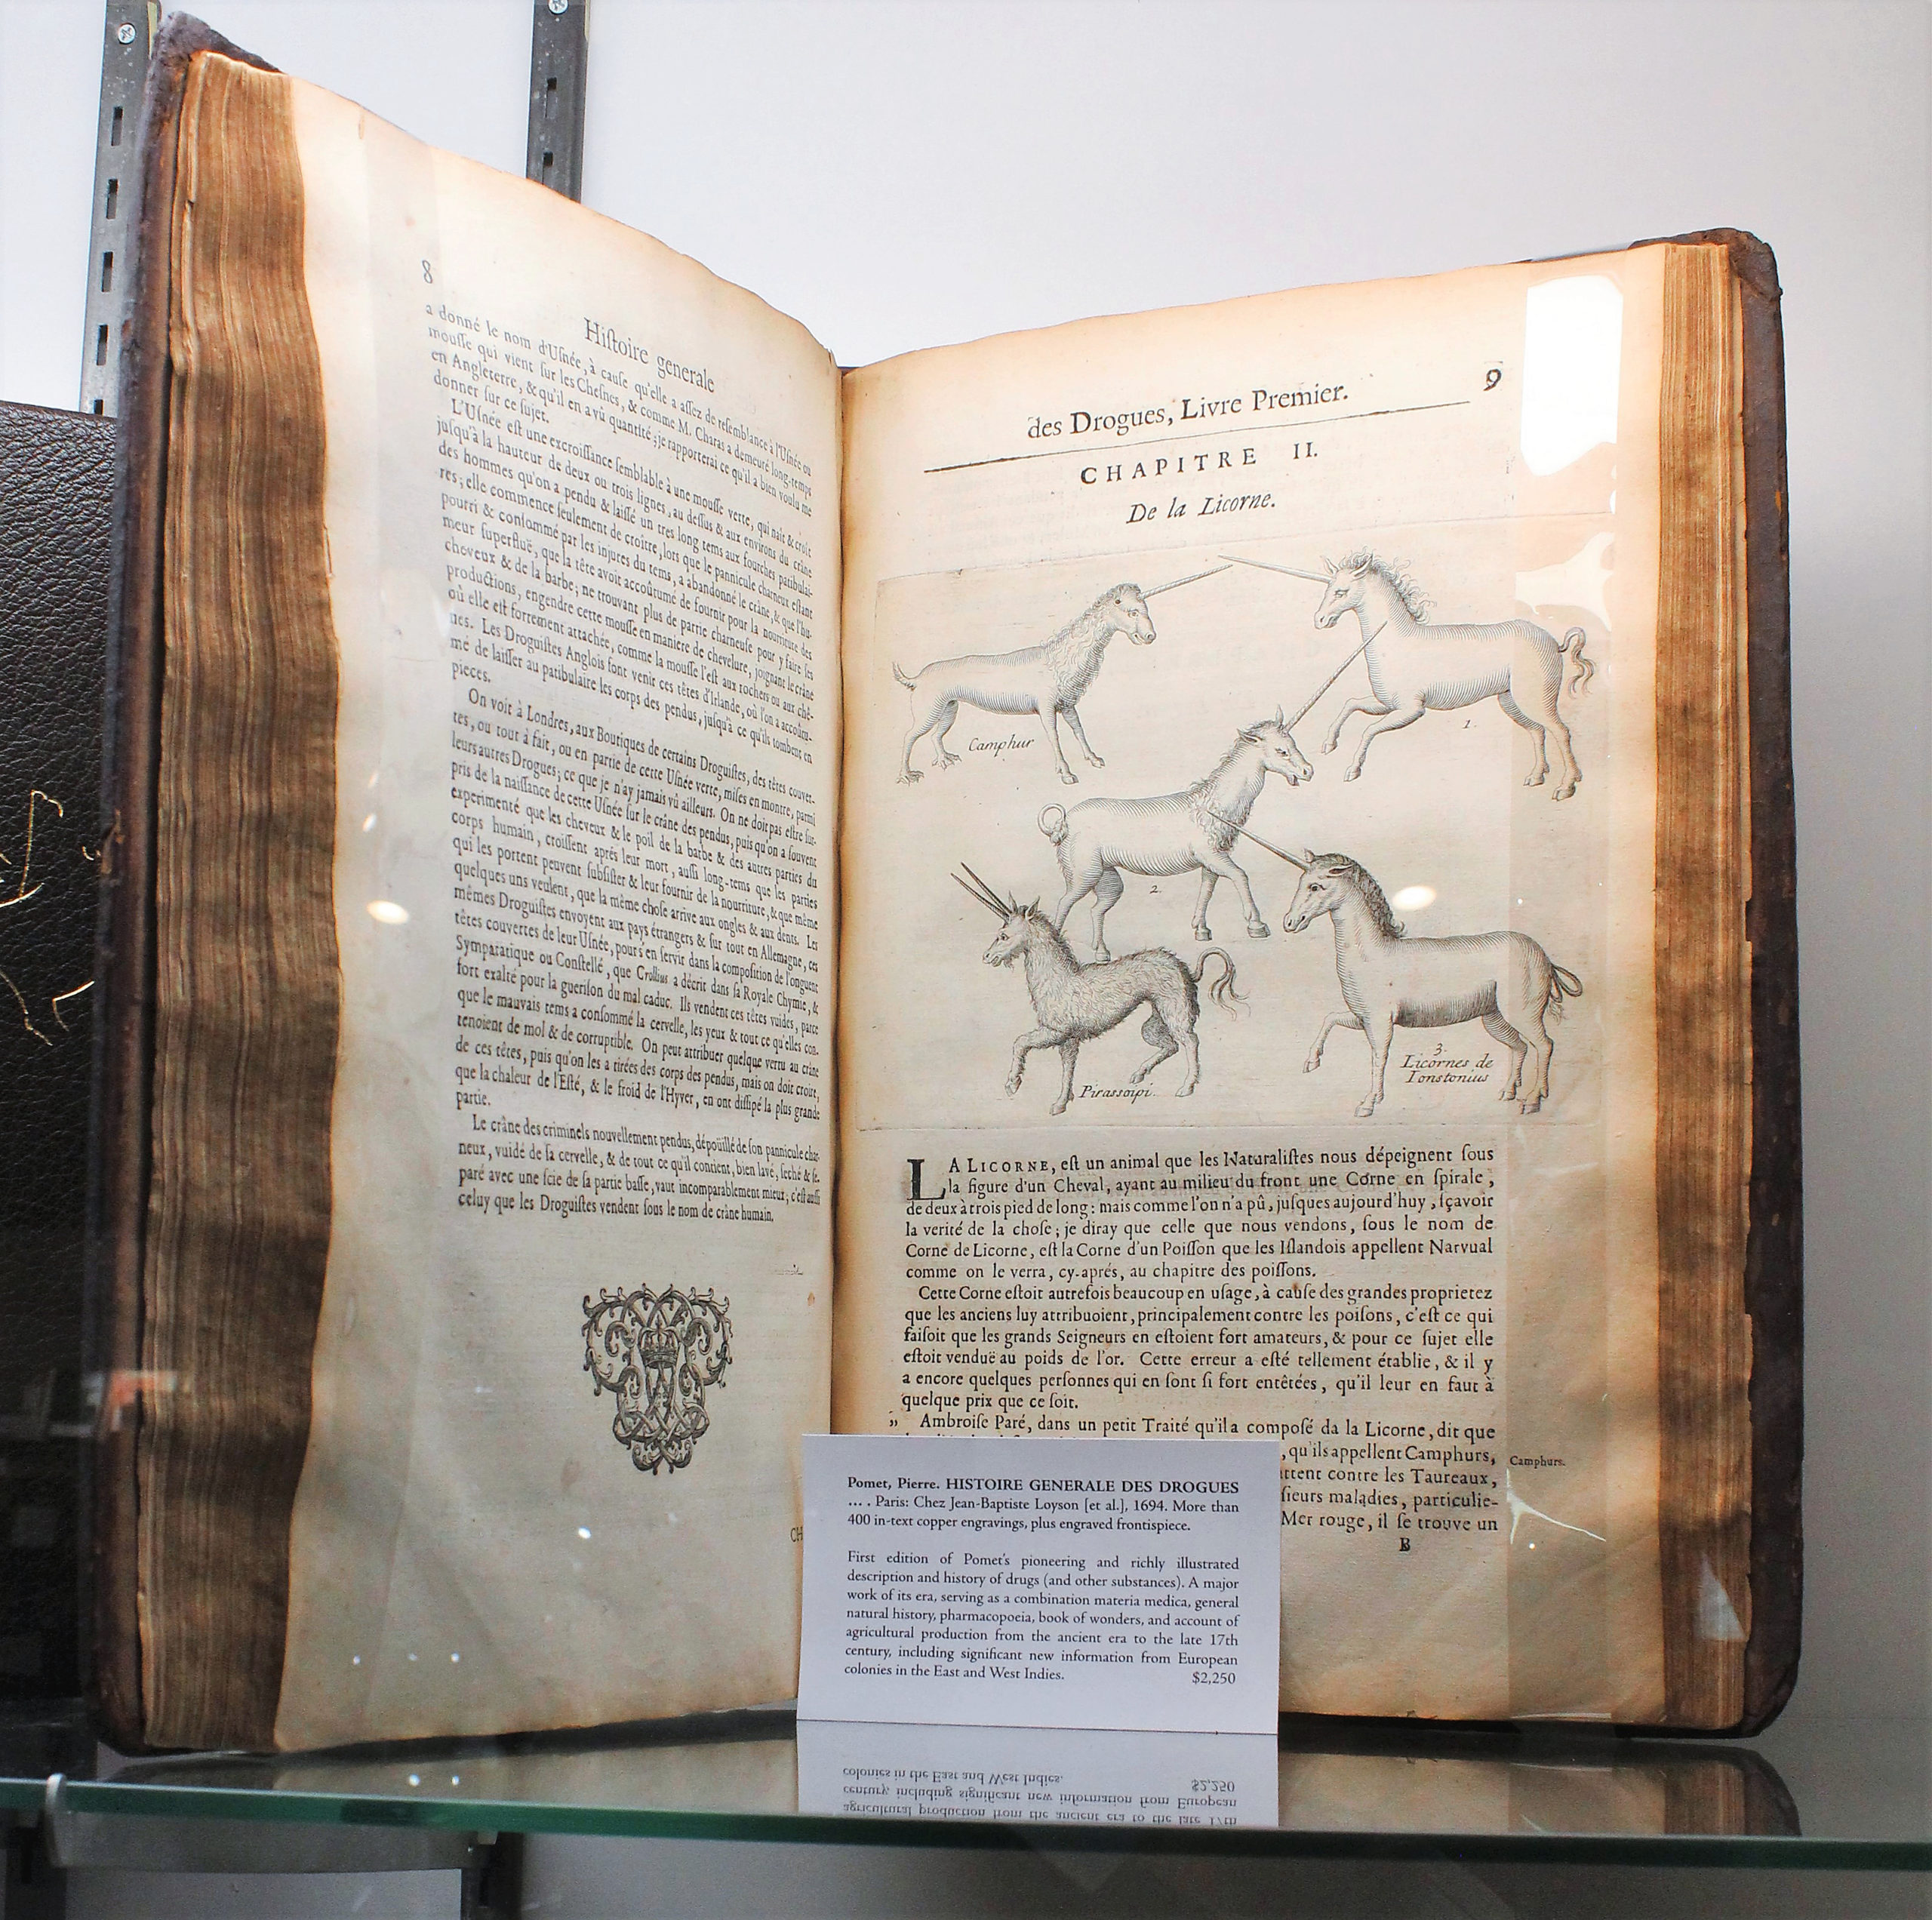 8
Hiſtoire generale
a donné le nom d'Uſnée, à cauſe qu'elle a aſſez de reſemblance à l'Uſnée ou
mouſſe qui vient ſur les Cheſnes, & comme M. Charas a demeuré long-temps
en Angleterre, & qu'il en a vû quantité; je rapporterai ce qu'il a bien voulu me
donner ſur ce ſujet.
L'Uſnée eſt une excroiſſance ſemblable à une mouſſe verte, qui naît & croît
juſqu'à la hauteur de deux ou trois lignes, au deſſus & aux environs du crâne
des hommes qu'on a pendu & laiſſé un tres long tems aux fourches patibulai-
res; elle commence ſeulement de croitre, lors que le pannicule charneux eſtant
pourri & conſommé par les injures du tems, a abandonné le crâne, & que l'hu-
meur ſuperfluë, que la tête avoit accoûtumé de fournir pour la nourriture des
cheveux & de la barbe; ne trouvant plus de partie charneuſe pour y faire ſes
productions, engendre cette mouſſe en maniere de chevelure, joignant le crâne
où elle eſt forrement attachée, comme la mouſſe l'eſt aux rochers ou aux chê-
nes. Les Droguiſtes Anglois font venir ces têtes d'Irlande, où l'on a accoûtu-
mé de laiſſer au patibulaire les corps des pendus, juſqu'à ce qu'ils tombent en
pieces.
On voit à Londres, aux Boutiques de certains Droguiſtes, des têtes couver-
tes, ou tout à fait, ou en partie de cette Uſnée verte, miſes en montre, parmi
leurs autres Drogues; ce que je n'ay jamais vû ailleurs. On ne doit pas eſtre ſur-
pris de la naiſſance de cette Uſnée ſur le crâne des pendus, puis qu'on a ſouvent
experimenté que les cheveux & le poil de la barbe & des autres parties du
corps humain, croiſſent aprés leur mort, auſſi long-tems que les parties
qui les portent peuvent ſubſiſter & leur fournir de la nourriture, & que même
quelques uns veulent, que la même choſe arrive aux ongles & aux dents. Les
mêmes Droguiſtes envoyent aux pays étrangers & ſur tout en Allemagne, ces
têtes couvertes de leur Uſnée, pour s'en ſervir dans la compoſition de l'onguent
Sympatatique ou Conſtellé, que Crollius a décrit dans ſa Royale Chymie, &
fort exalté pour la gueriſon du mal caduc. Ils vendent ces têtes vuides, parce
que le mauvais tems a conſommé la cervelle, les yeux & tout ce qu'elles con-
tenoient de mol & de corruptible. On peut attribuer quelque vertu au crâne
de ces têtes, puis qu'on les a tirées des corps des pendus, mais on doit croire,
que la chaleur de l'Eſté, & le froid de l'Hyver, en ont diſſipé la plus grande
partie.
Le crâne des criminels nouvellement pendus, dépoüillé de ſon pannicule char-
neux, vuidé de ſa cervelle, & de tout ce qu'il contient, bien lavé, ſeché & ſe-
paré avec une ſcie de ſa partie baſſe, vaut incomparablement mieux; c'eſt auſſi
celuy que les Droguiſtes vendent ſous le nom de crâne humain.
CH
des Drogues, Livre Premier.
9
CHAPITRE II.
De la Licorne.
Camphur
1.
2.
Pirassoipi
3.
Licornes de
Ionstonius
LA LICORNE, eſt un animal que les Naturaliſtes nous dépeignent ſous
la figure d'un Cheval, ayant au milieu du front une Corne en ſpirale,
de deux à trois pied de long: mais comme l'on n'a pû, juſques aujourd'huy, ſçavoir
la verité de la choſe; je diray que celle que nous vendons, ſous le nom de
Corne de Licorne, eſt la Corne d'un Poiſſon que les Iſlandois appellent Narvual
comme on le verra, cy-aprés, au chapitre des poiſſons.
Cette Corne eſtoit autrefois beaucoup en uſage, à cauſe des grandes proprietez
que les anciens luy attribuoient, principalement contre les poiſons, c'eſt ce qui
faiſoit que les grands Seigneurs en eſtoient fort amateurs, & pour ce ſujet elle
eſtoit venduë au poids de l'or. Cette erreur a eſté tellement établie, & il y
a encore quelques perſonnes qui en ſont ſi fort entêtées, qu'il leur en faut à
quelque prix que ce ſoit.
„ Ambroiſe Paré, dans un petit Traité qu'il a compoſé da la Licorne, dit que
, qu'ils appellent Camphurs,
Camphurs.
ttent contre les Taureaux,
ſieurs maladies, particulie-
Mer rouge, il ſe trouve un
B
Pomet, Pierre. HISTOIRE GENERALE DES DROGUES
... . Paris: Chez Jean-Baptiste Loyson [et al.], 1694. More than
400 in-text copper engravings, plus engraved frontispiece.
First edition of Pomet's pioneering and richly illustrated
description and history of drugs (and other substances). A major
work of its era, serving as a combination materia medica, general
natural history, pharmacopoeia, book of wonders, and account of
agricultural production from the ancient era to the late 17th
century, including significant new information from European
colonies in the East and West Indies. $2,250